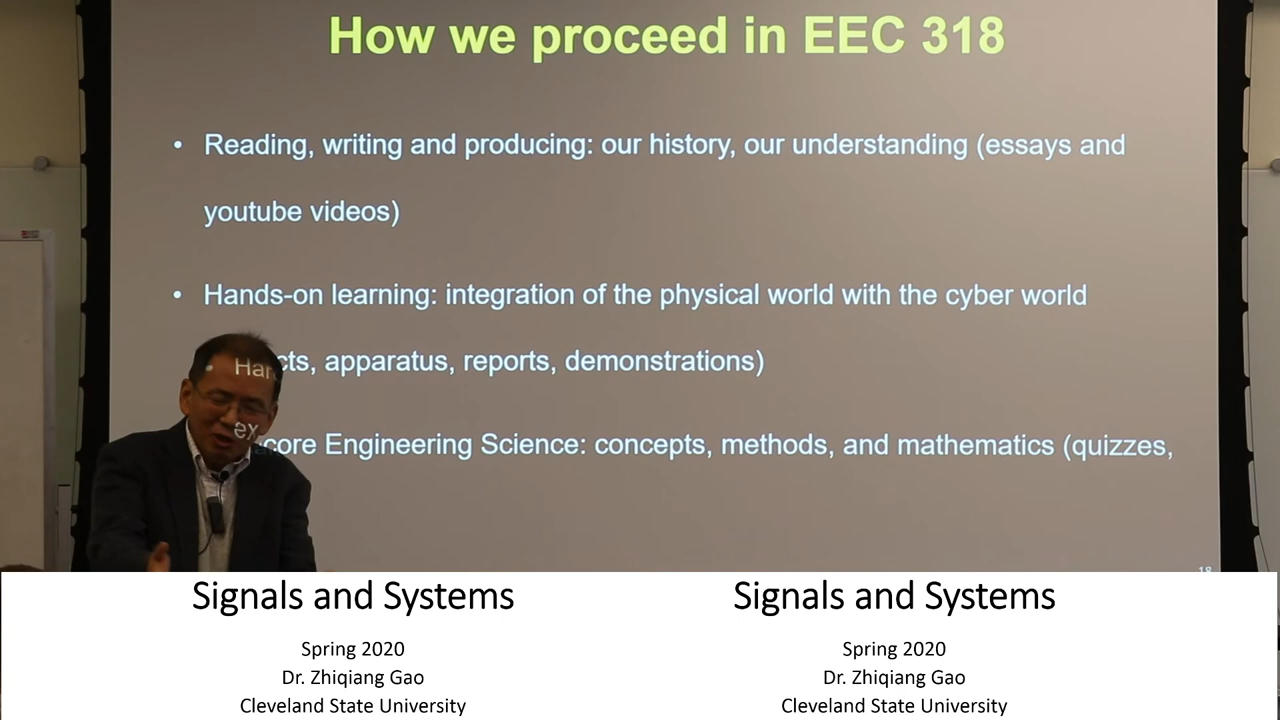 How we proceed in EEC 318
• Reading, writing and producing: our history, our understanding (essays and
youtube videos)
• Hands-on learning: integration of the physical world with the cyber world
cts, apparatus, reports, demonstrations)
• Har
core Engineering Science: concepts, methods, and mathematics (quizzes,
ex
18
Signals and Systems
Spring 2020
Dr. Zhiqiang Gao
Cleveland State University
Signals and Systems
Spring 2020
Dr. Zhiqiang Gao
Cleveland State University